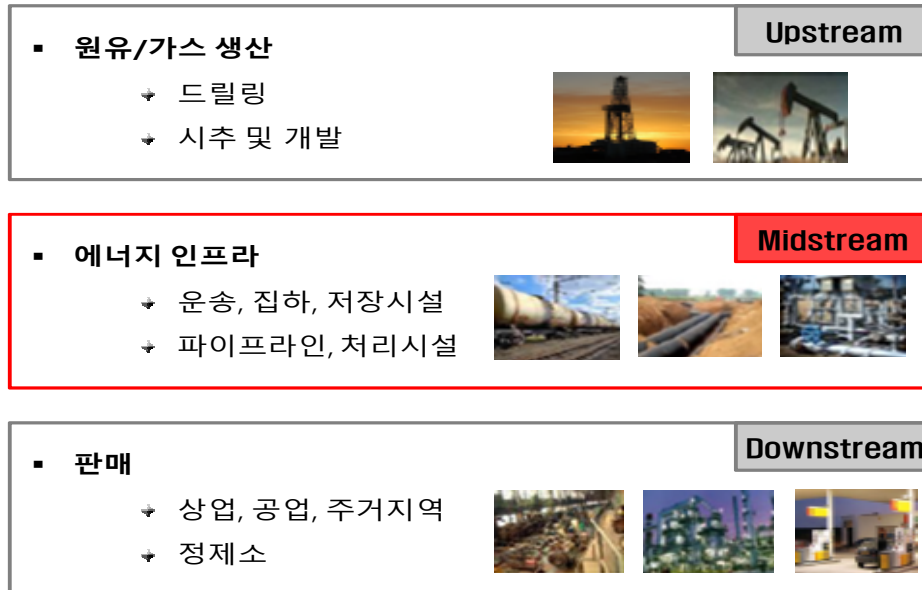 Upstream
▪ 원유/가스 생산
드릴링
시추 및 개발
Midstream
▪ 에너지 인프라
운송, 집하, 저장시설
파이프라인, 처리시설
Downstream
▪ 판매
상업, 공업, 주거지역
정제소